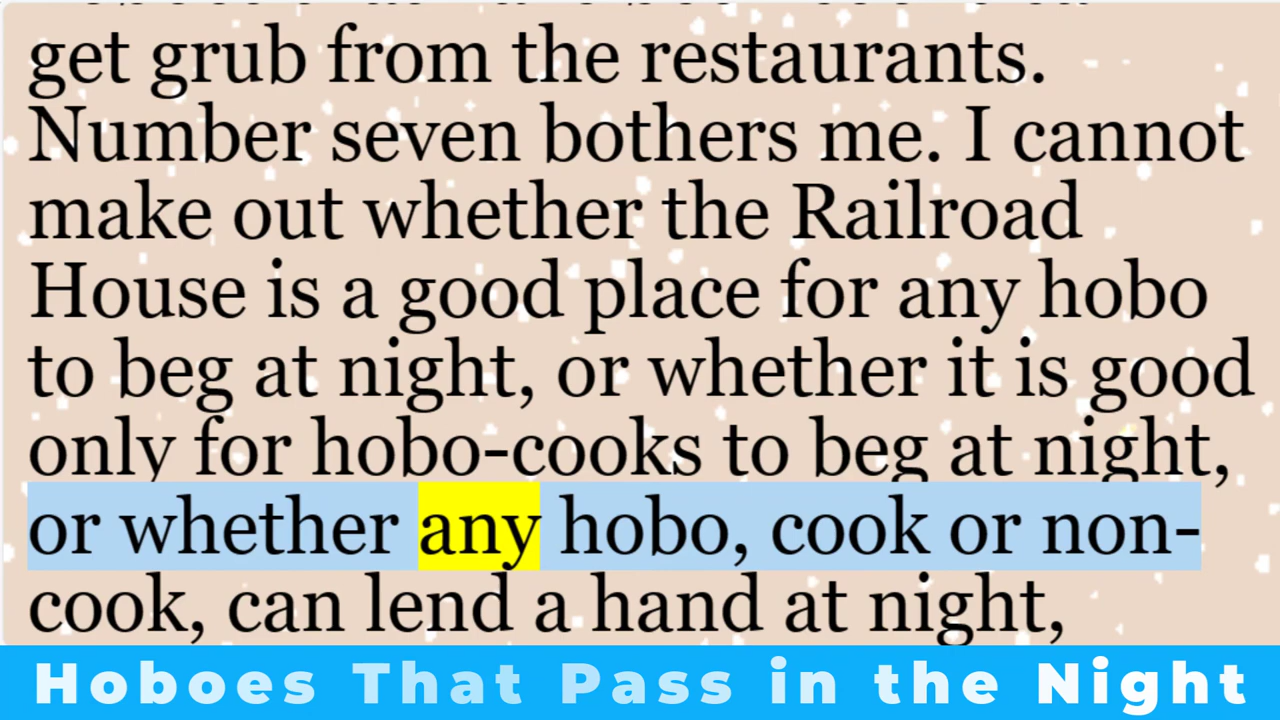 get grub from the restaurants.
Number seven bothers me. I cannot
make out whether the Railroad
House is a good place for any hobo
to beg at night, or whether it is good
only for hobo-cooks to beg at night,
or whether any hobo, cook or non-
cook, can lend a hand at night,
Hoboes That Pass in the Night